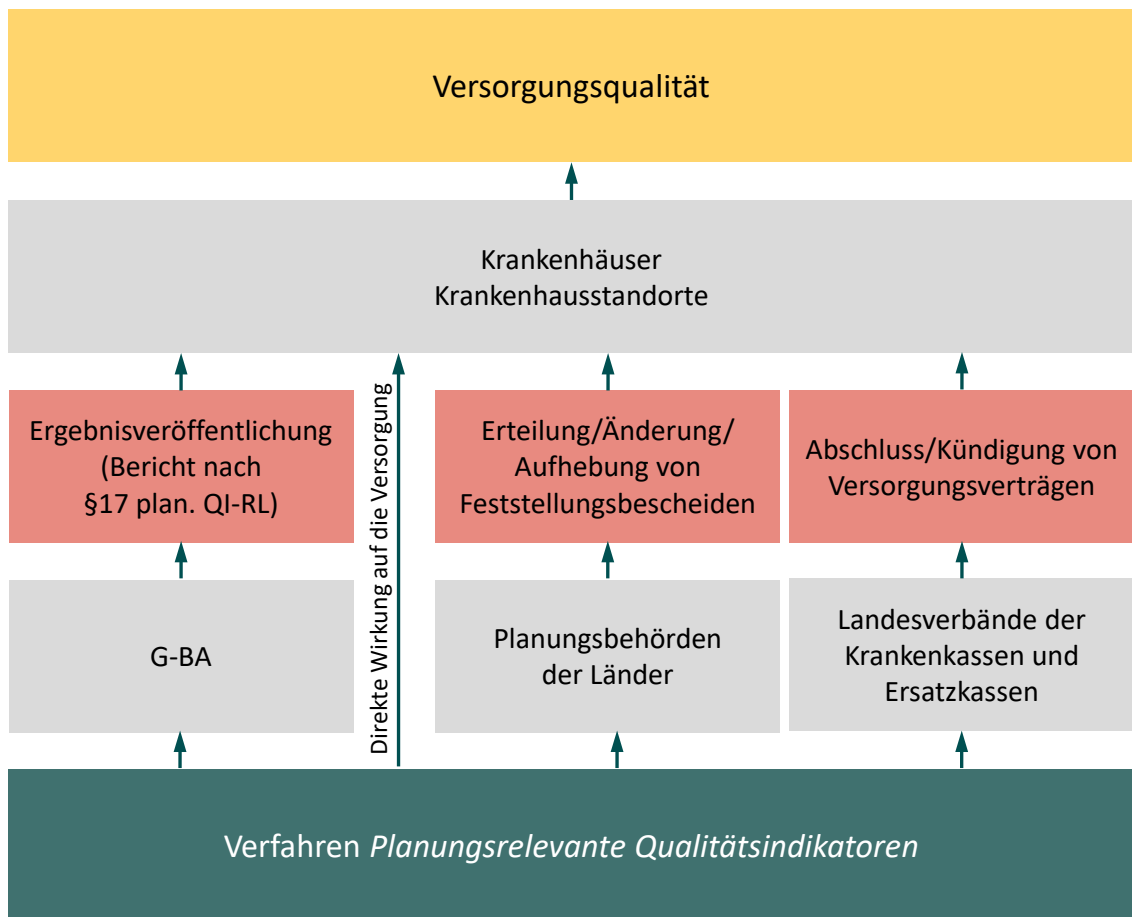 Versorgungsqualität
Krankenhäuser
Krankenhausstandorte
Ergebnisveröffentlichung
(Bericht nach
§17 plan. QI-RL)
Direkte Wirkung auf die Versorgung
Erteilung/Änderung/
Aufhebung von
Feststellungsbescheiden
Abschluss/Kündigung von
Versorgungsverträgen
G-BA
Planungsbehörden
der Länder
Landesverbände der
Krankenkassen und
Ersatzkassen
Verfahren Planungsrelevante Qualitätsindikatoren